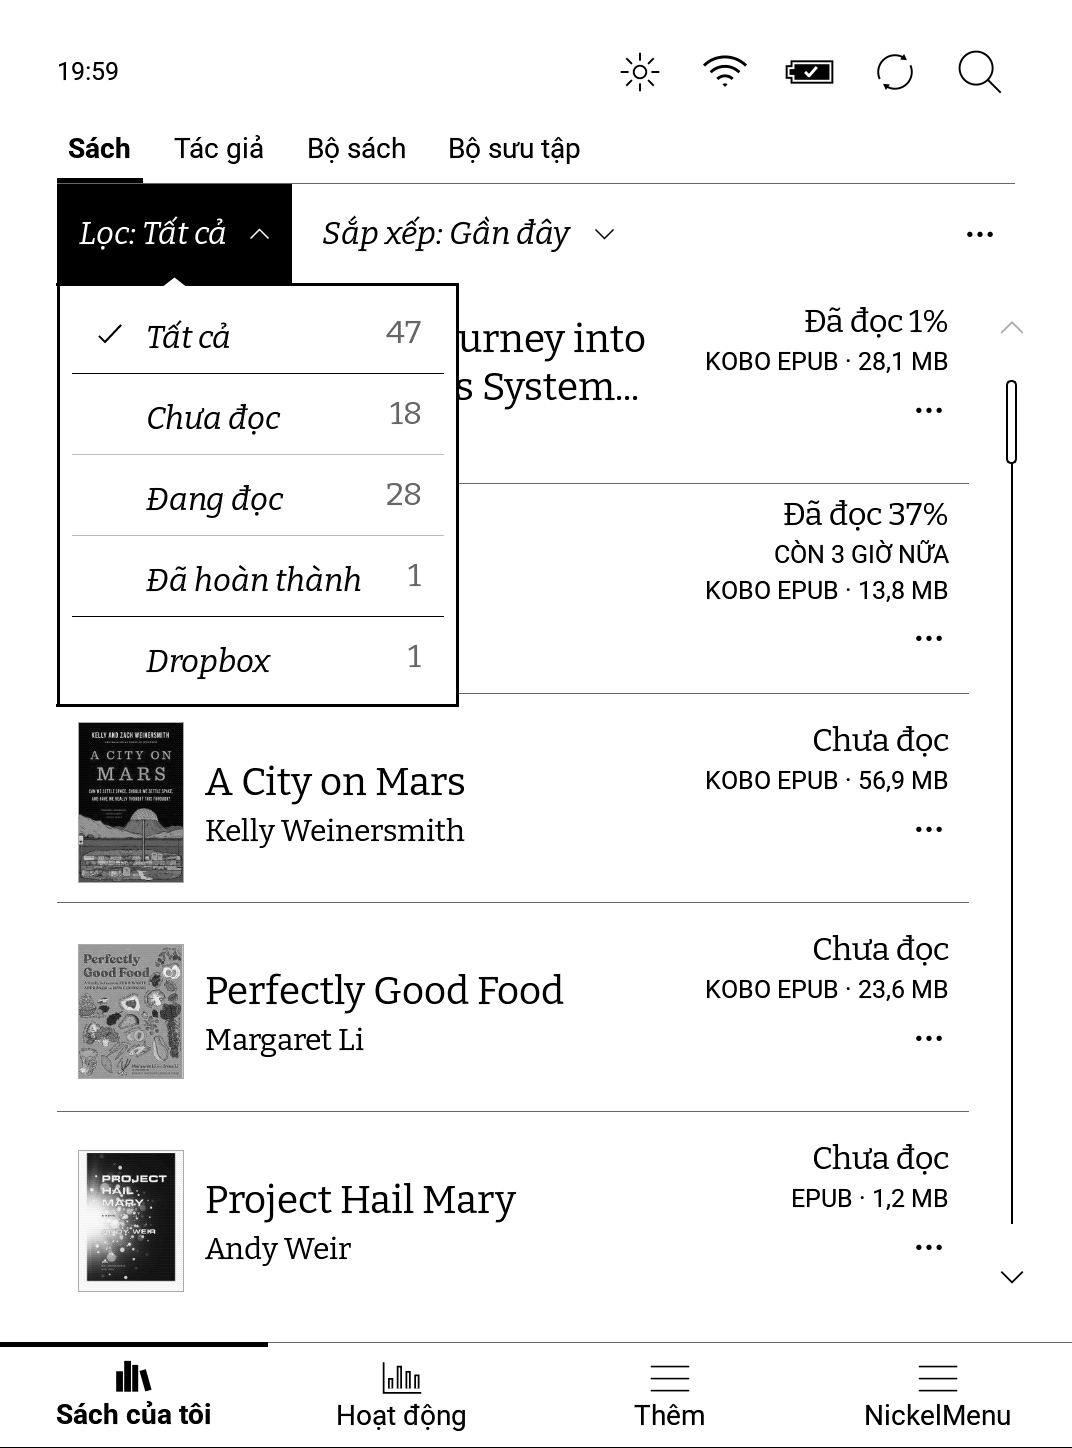 19:59
Sách
Tác giả
Bộ sách
Bộ sưu tập
Lọc: Tất cả
Sắp xếp: Gần đây
Tất cả 47
Chưa đọc 18
Đang đọc 28
Đã hoàn thành 1
Dropbox 1
urney into
s System...
Đã đọc 1%
KOBO EPUB · 28,1 MB
Đã đọc 37%
CÒN 3 GIỜ NỮA
KOBO EPUB · 13,8 MB
KELLY AND ZACH WEINERSMITH
A CITY ON
MARS
CAN WE SETTLE SPACE, SHOULD WE SETTLE SPACE,
AND HAVE WE REALLY THOUGHT THIS THROUGH?
A City on Mars
Kelly Weinersmith
Chưa đọc
KOBO EPUB · 56,9 MB
Perfectly
Good Food
Perfectly Good Food
Margaret Li
Chưa đọc
KOBO EPUB · 23,6 MB
PROJECT
HAIL
MARY
ANDY WEIR
Project Hail Mary
Andy Weir
Chưa đọc
EPUB · 1,2 MB
Sách của tôi
Hoạt động
Thêm
NickelMenu